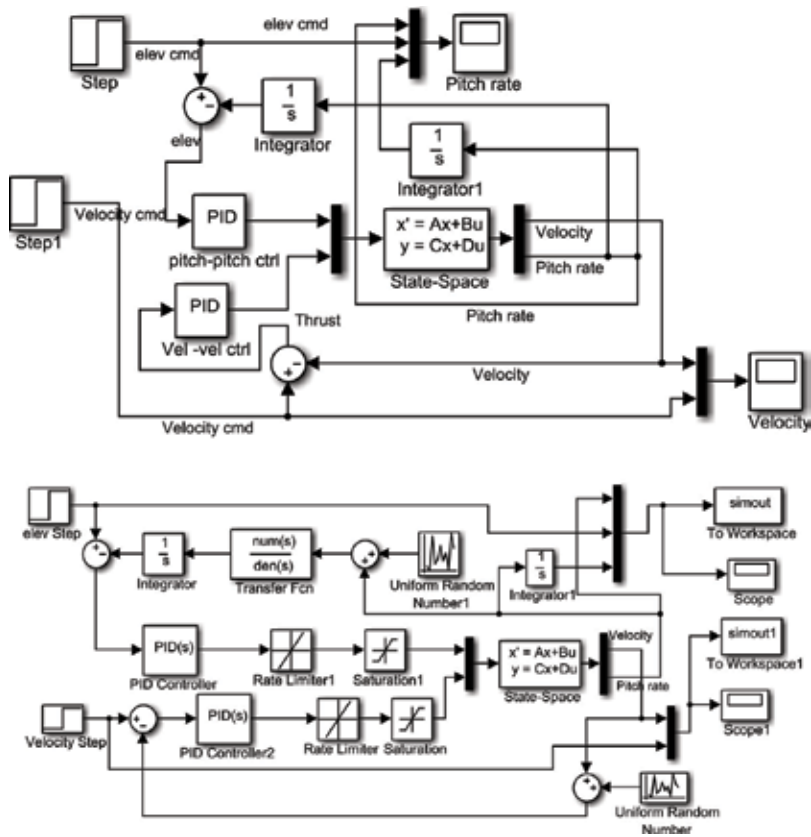 elev cmd
Step
elev cmd
Pitch rate
elev
1
s
Integrator
1
s
Integrator1
Step1
Velocity cmd
PID
pitch-pitch ctrl
x' = Ax+Bu
y = Cx+Du
State-Space
Velocity
Pitch rate
PID
Vel -vel ctrl
Thrust
Pitch rate
Velocity
Velocity cmd
Velocity
elev Step
1
s
Integrator
num(s)
den(s)
Transfer Fcn
Uniform Random
Number1
1
s
Integrator1
simout
To Workspace
Scope
PID(s)
PID Controller
Rate Limiter1
Saturation1
x' = Ax+Bu
y = Cx+Du
State-Space
Velocity
Pitch rate
simout1
To Workspace1
Scope1
Velocity Step
PID(s)
PID Controller2
Rate Limiter
Saturation
Uniform Random
Number